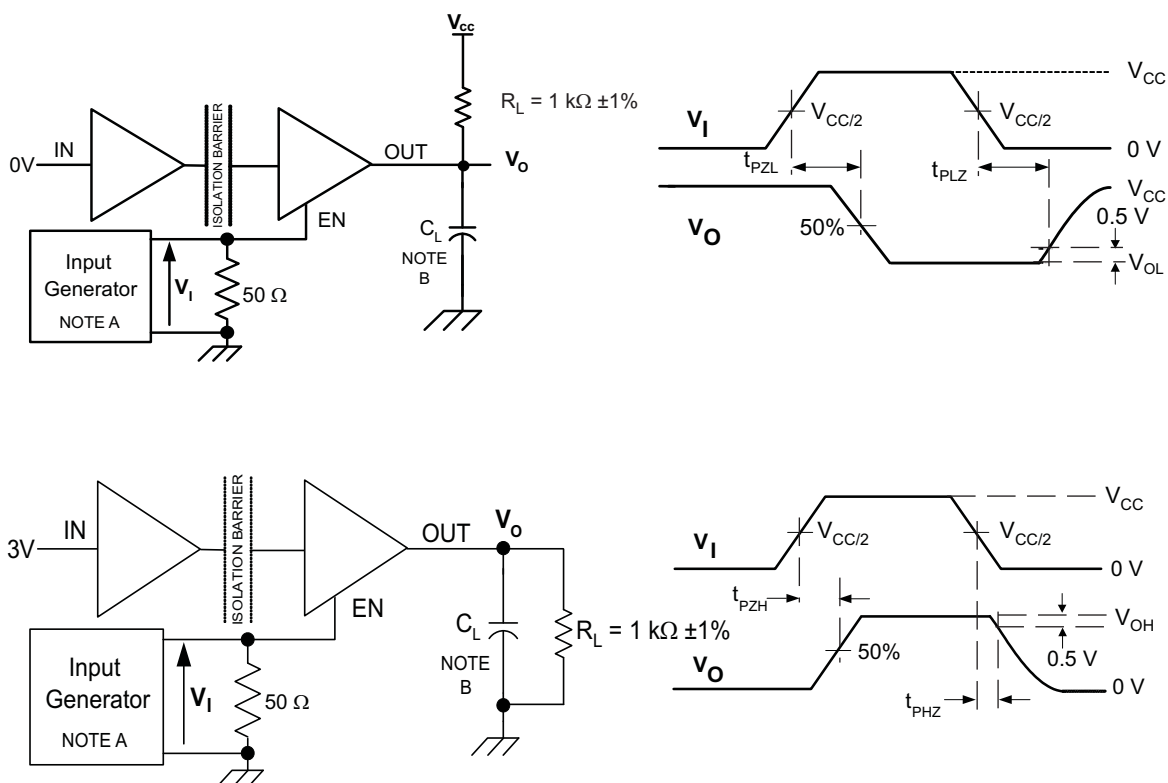 Vcc
RL = 1 kΩ ±1%
0V
IN
ISOLATION BARRIER
OUT
VO
EN
CL
NOTE
B
Input
Generator
NOTE A
VI
50 Ω
VI
VCC/2
VCC/2
VCC
0 V
tPZL
tPLZ
VO
50%
VCC
0.5 V
VOL
3V
IN
ISOLATION BARRIER
OUT
VO
EN
CL
NOTE
B
RL = 1 kΩ ±1%
Input
Generator
NOTE A
VI
50 Ω
VI
VCC/2
VCC/2
VCC
0 V
tPZH
VO
50%
VOH
0.5 V
tPHZ
0 V